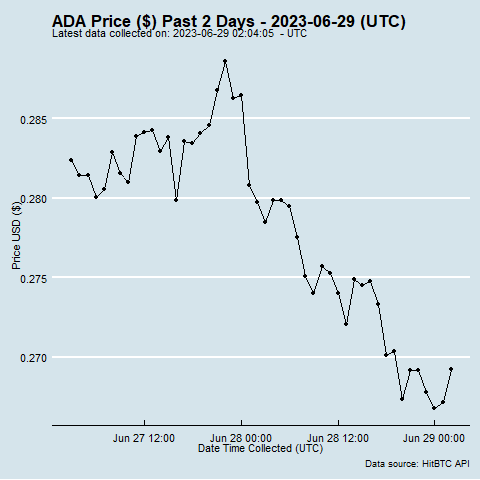 ADA Price ($) Past 2 Days - 2023-06-29 (UTC)
Latest data collected on: 2023-06-29 02:04:05 - UTC
0.285
0.280
0.275
0.270
Price USD ($)
Jun 27 12:00
Jun 28 00:00
Jun 28 12:00
Jun 29 00:00
Date Time Collected (UTC)
Data source: HitBTC API